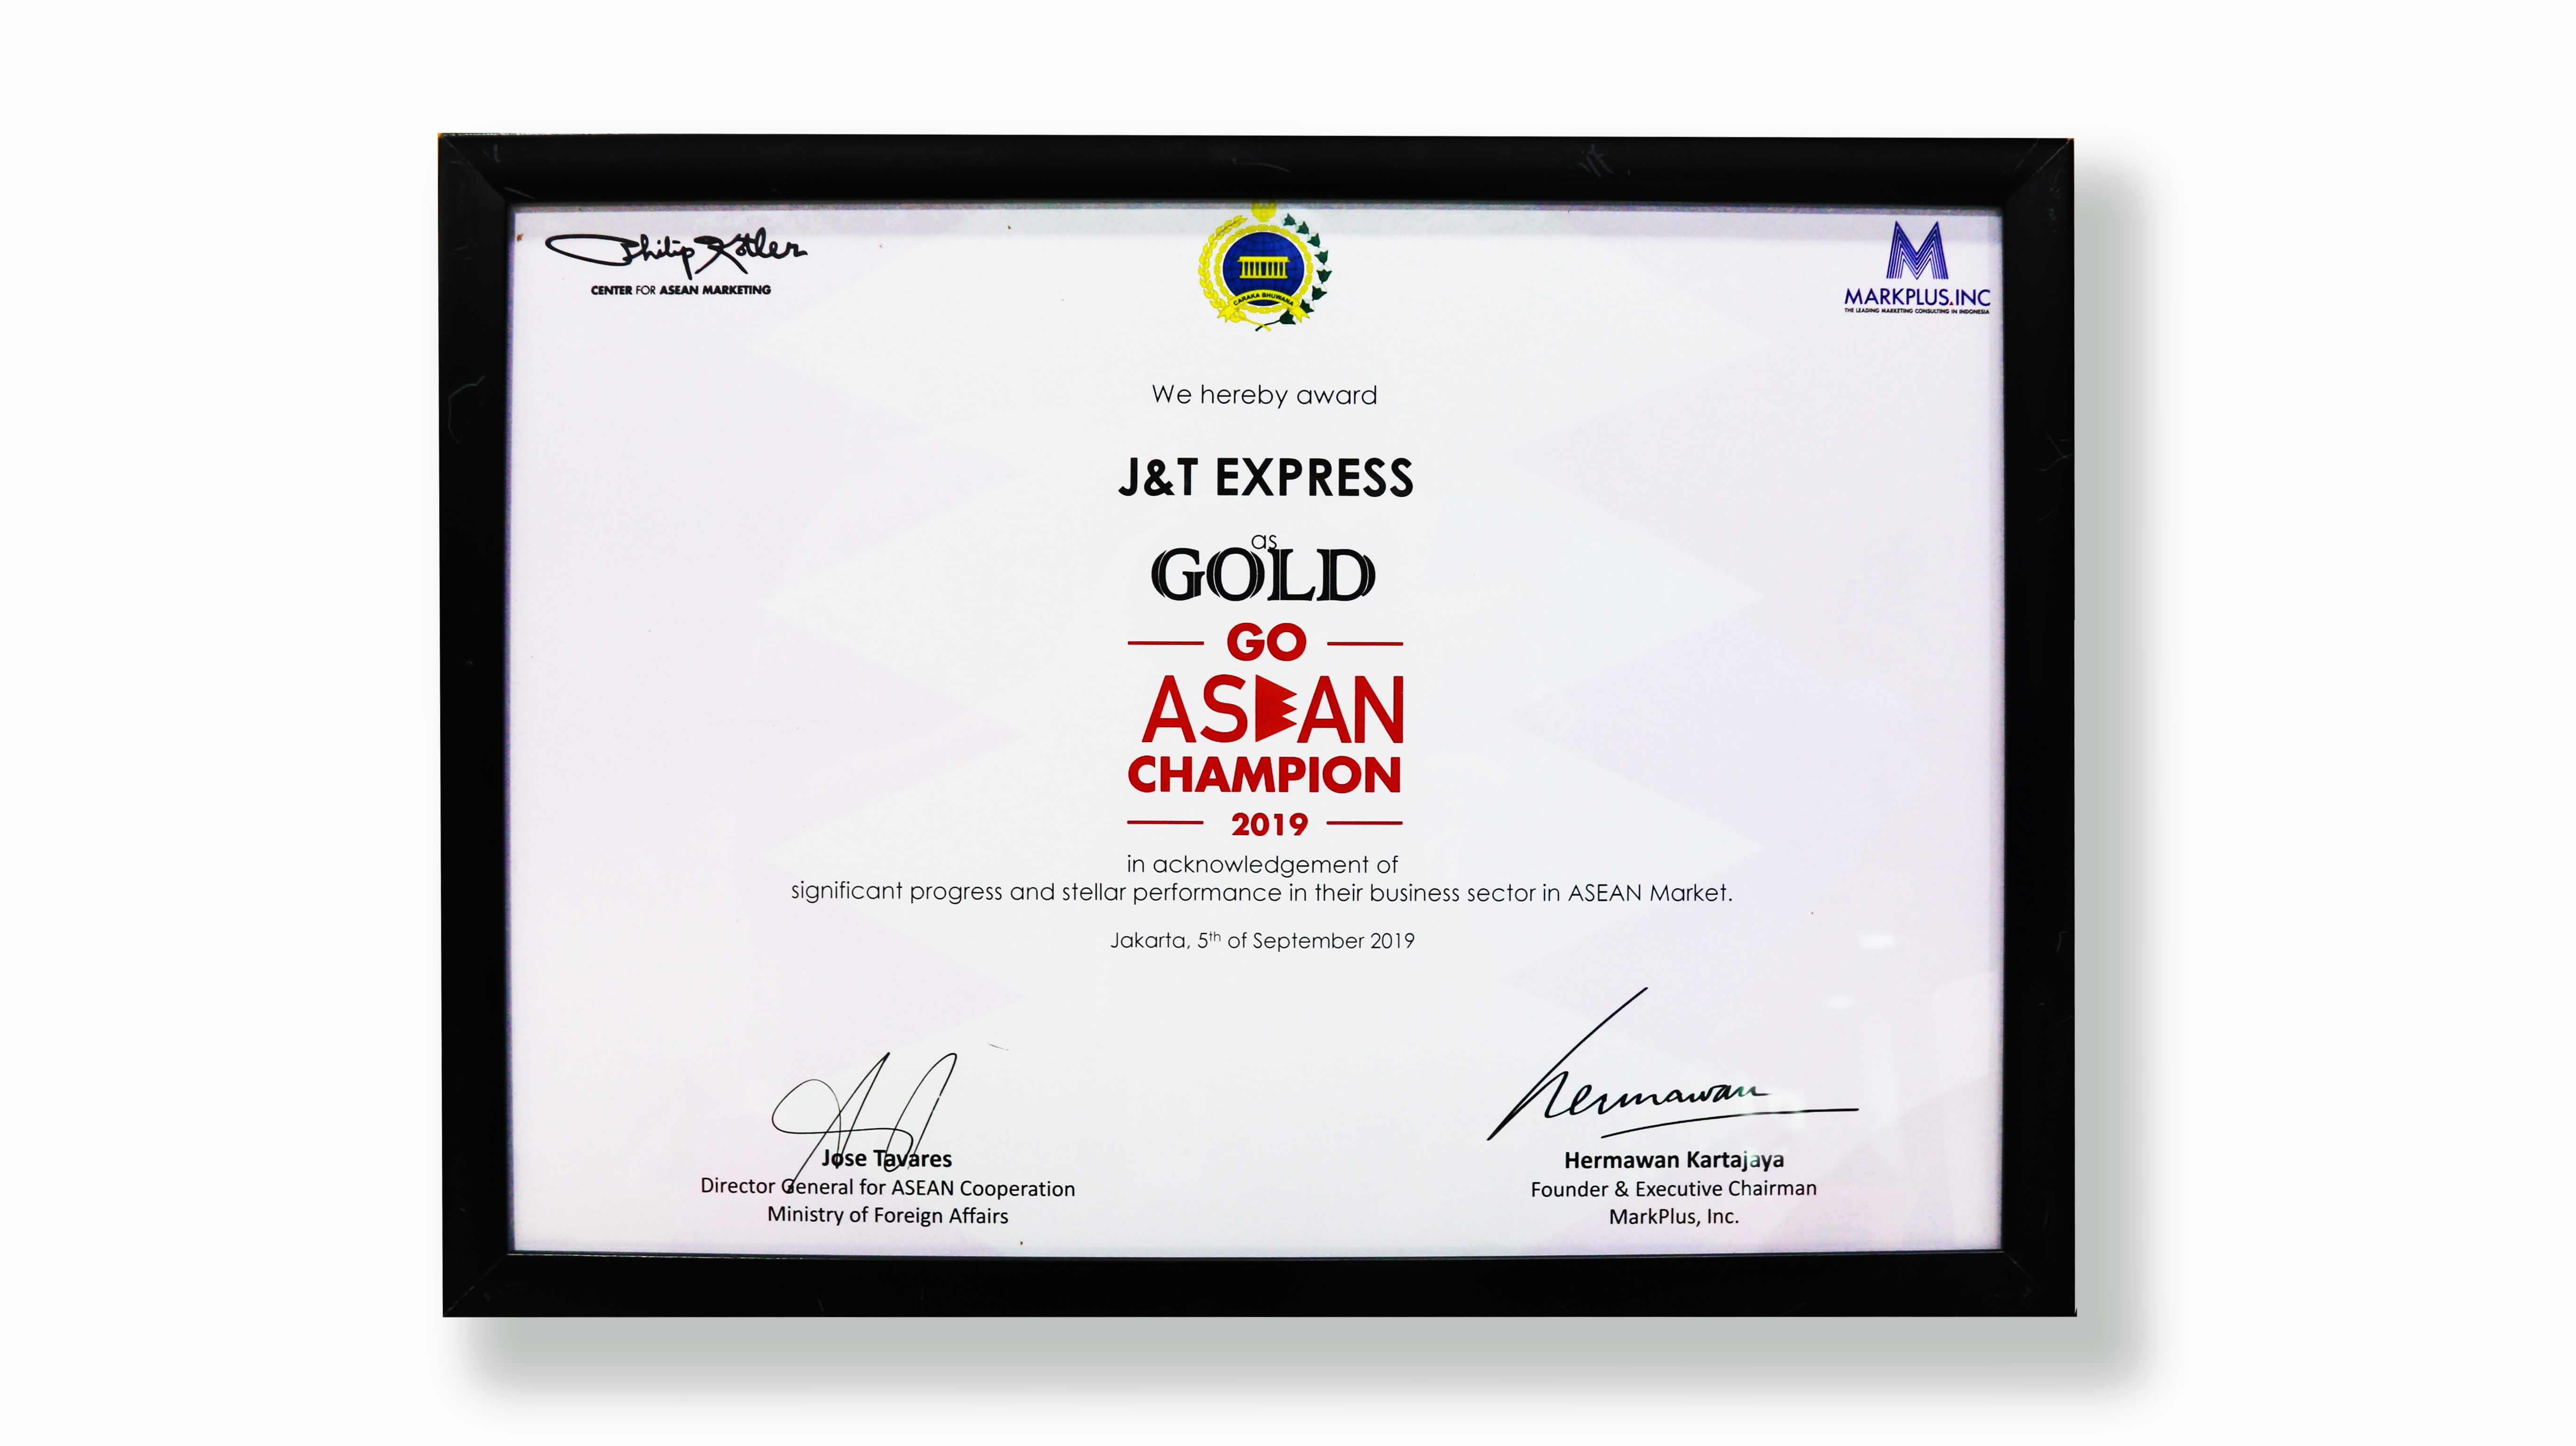 Philip Kotler
CENTER FOR ASEAN MARKETING
CARAKA BHUWANA
MARKPLUS.INC
THE LEADING MARKETING CONSULTING IN INDONESIA
We hereby award
J&T EXPRESS
as
GOLD
GO
ASEAN
CHAMPION
2019
in acknowledgement of
significant progress and stellar performance in their business sector in ASEAN Market.
Jakarta, 5th of September 2019
Hermawan
Jose Tavares
Director General for ASEAN Cooperation
Ministry of Foreign Affairs
Hermawan Kartajaya
Founder & Executive Chairman
MarkPlus, Inc.